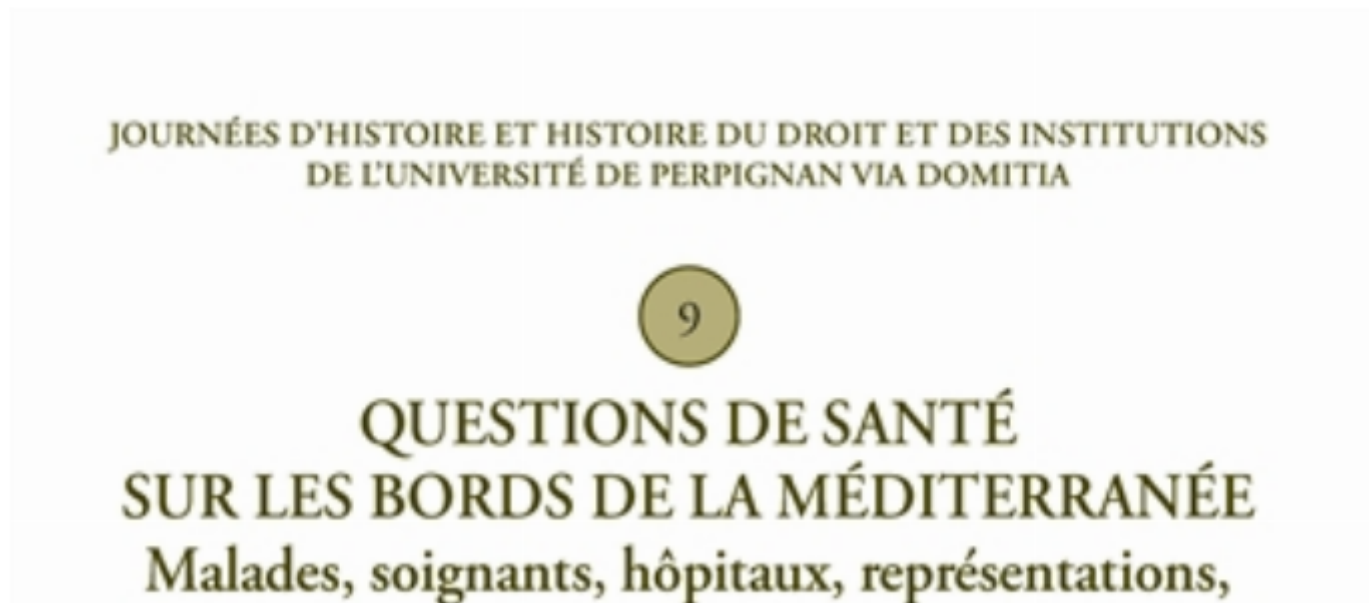 JOURNÉES D'HISTOIRE ET HISTOIRE DU DROIT ET DES INSTITUTIONS
DE L'UNIVERSITÉ DE PERPIGNAN VIA DOMITIA
9
QUESTIONS DE SANTÉ
SUR LES BORDS DE LA MÉDITERRANÉE
Malades, soignants, hôpitaux, représentations,